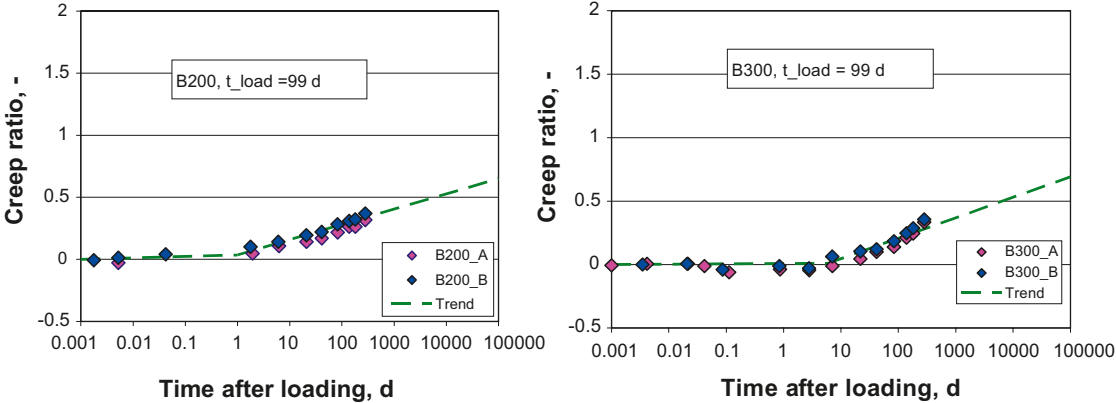 2
1.5
1
0.5
0
-0.5
Creep ratio, -
B200, t_load =99 d
B200_A
B200_B
Trend
0.001 0.01 0.1 1 10 100 1000 10000 100000
Time after loading, d
2
1.5
1
0.5
0
-0.5
Creep ratio, -
B300, t_load = 99 d
B300_A
B300_B
Trend
0.001 0.01 0.1 1 10 100 1000 10000 100000
Time after loading, d